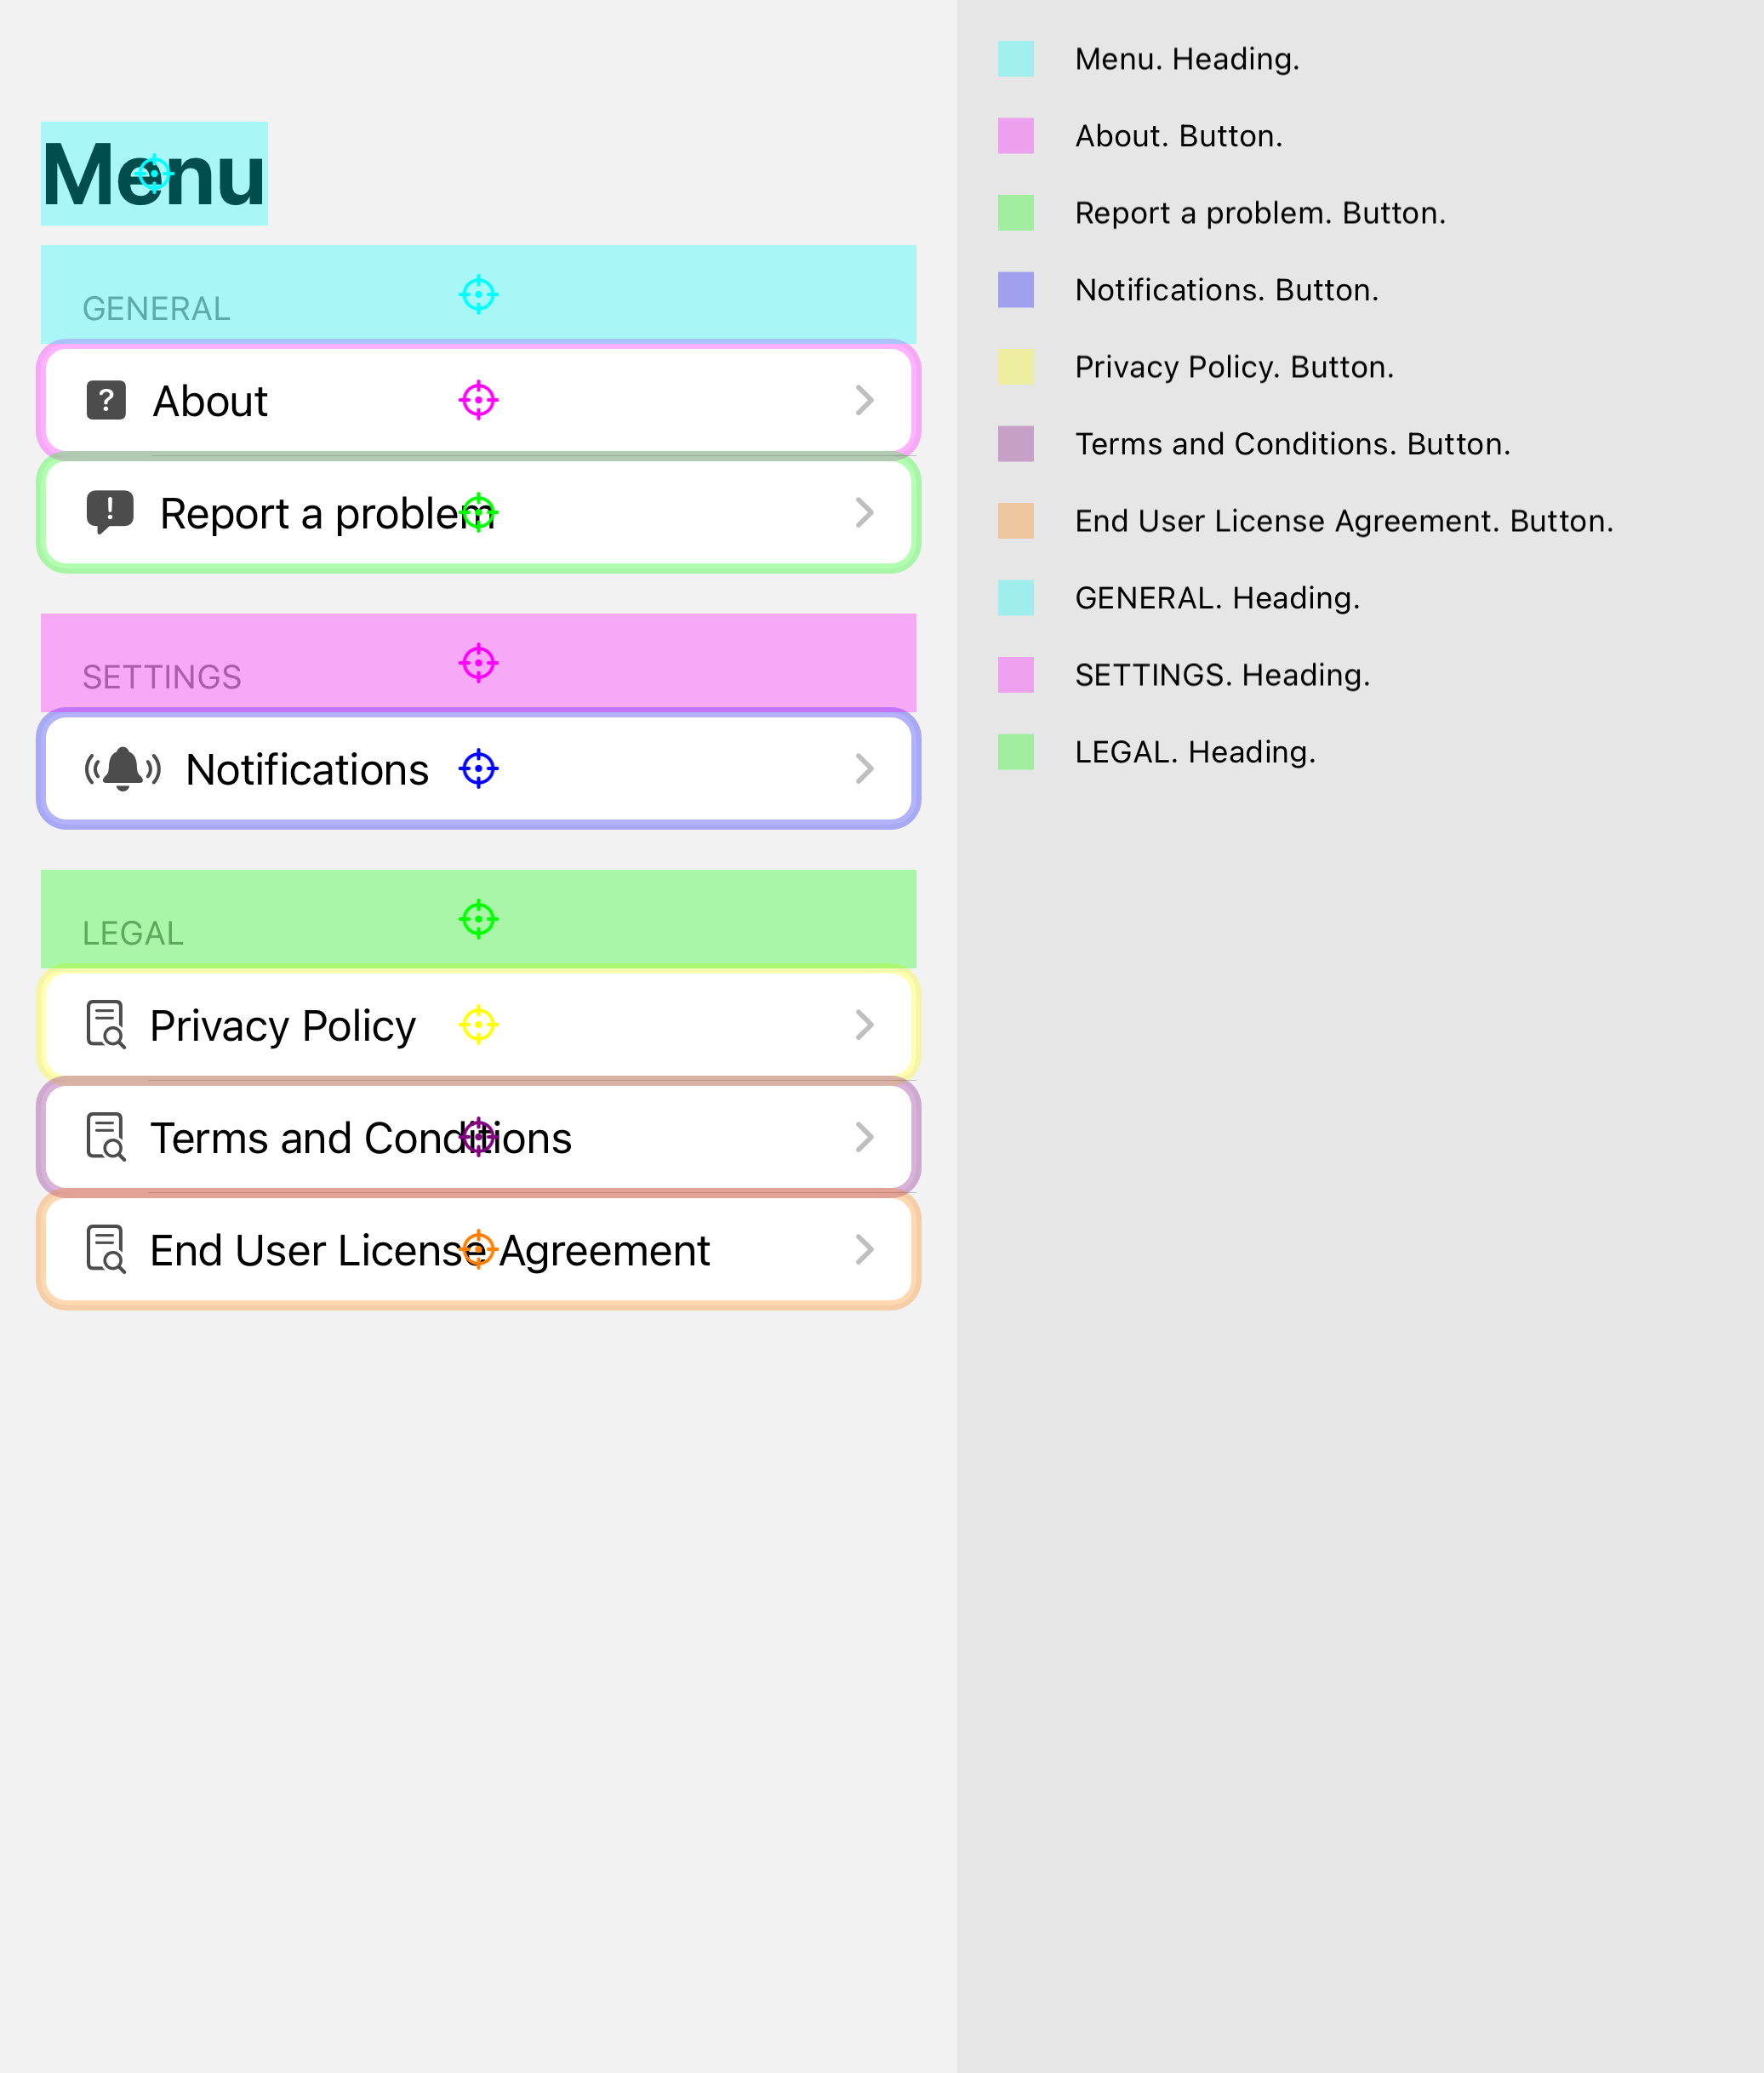 Menu
GENERAL
About
Report a problem
SETTINGS
Notifications
LEGAL
Privacy Policy
Terms and Conditions
End User License Agreement
Menu. Heading.
About. Button.
Report a problem. Button.
Notifications. Button.
Privacy Policy. Button.
Terms and Conditions. Button.
End User License Agreement. Button.
GENERAL. Heading.
SETTINGS. Heading.
LEGAL. Heading.